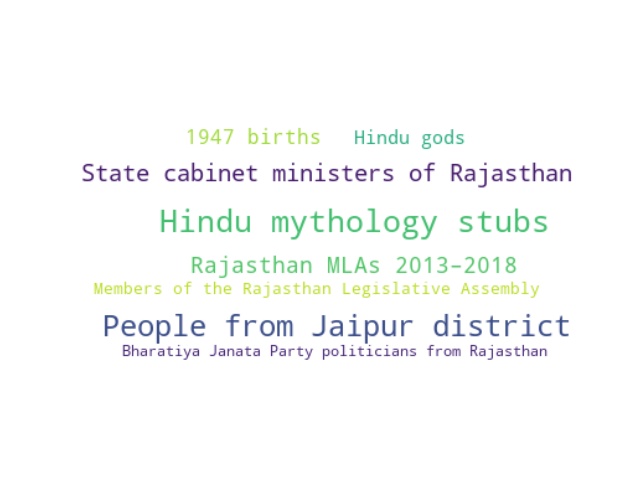 1947 births Hindu gods
State cabinet ministers of Rajasthan
Hindu mythology stubs
Rajasthan MLAs 2013–2018
Members of the Rajasthan Legislative Assembly
People from Jaipur district
Bharatiya Janata Party politicians from Rajasthan